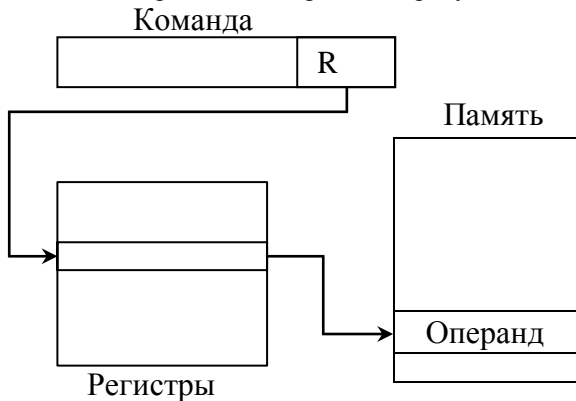 Команда
R
Память
Операнд
Регистры